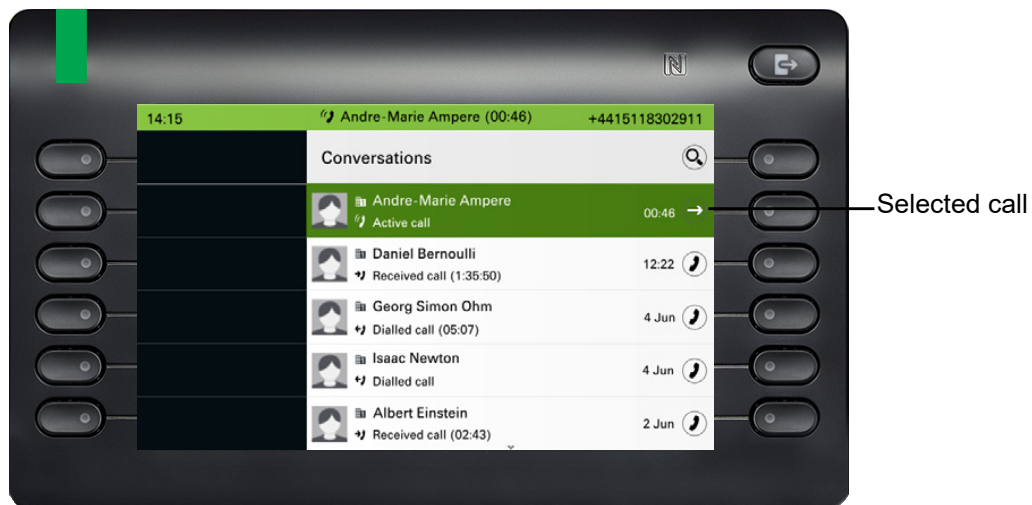 14:15 Andre-Marie Ampere (00:46) +4415118302911
Conversations
Andre-Marie Ampere
Active call 00:46
Selected call
Daniel Bernoulli
Received call (1:35:50) 12:22
Georg Simon Ohm
Dialled call (05:07) 4 Jun
Isaac Newton
Dialled call 4 Jun
Albert Einstein
Received call (02:43) 2 Jun